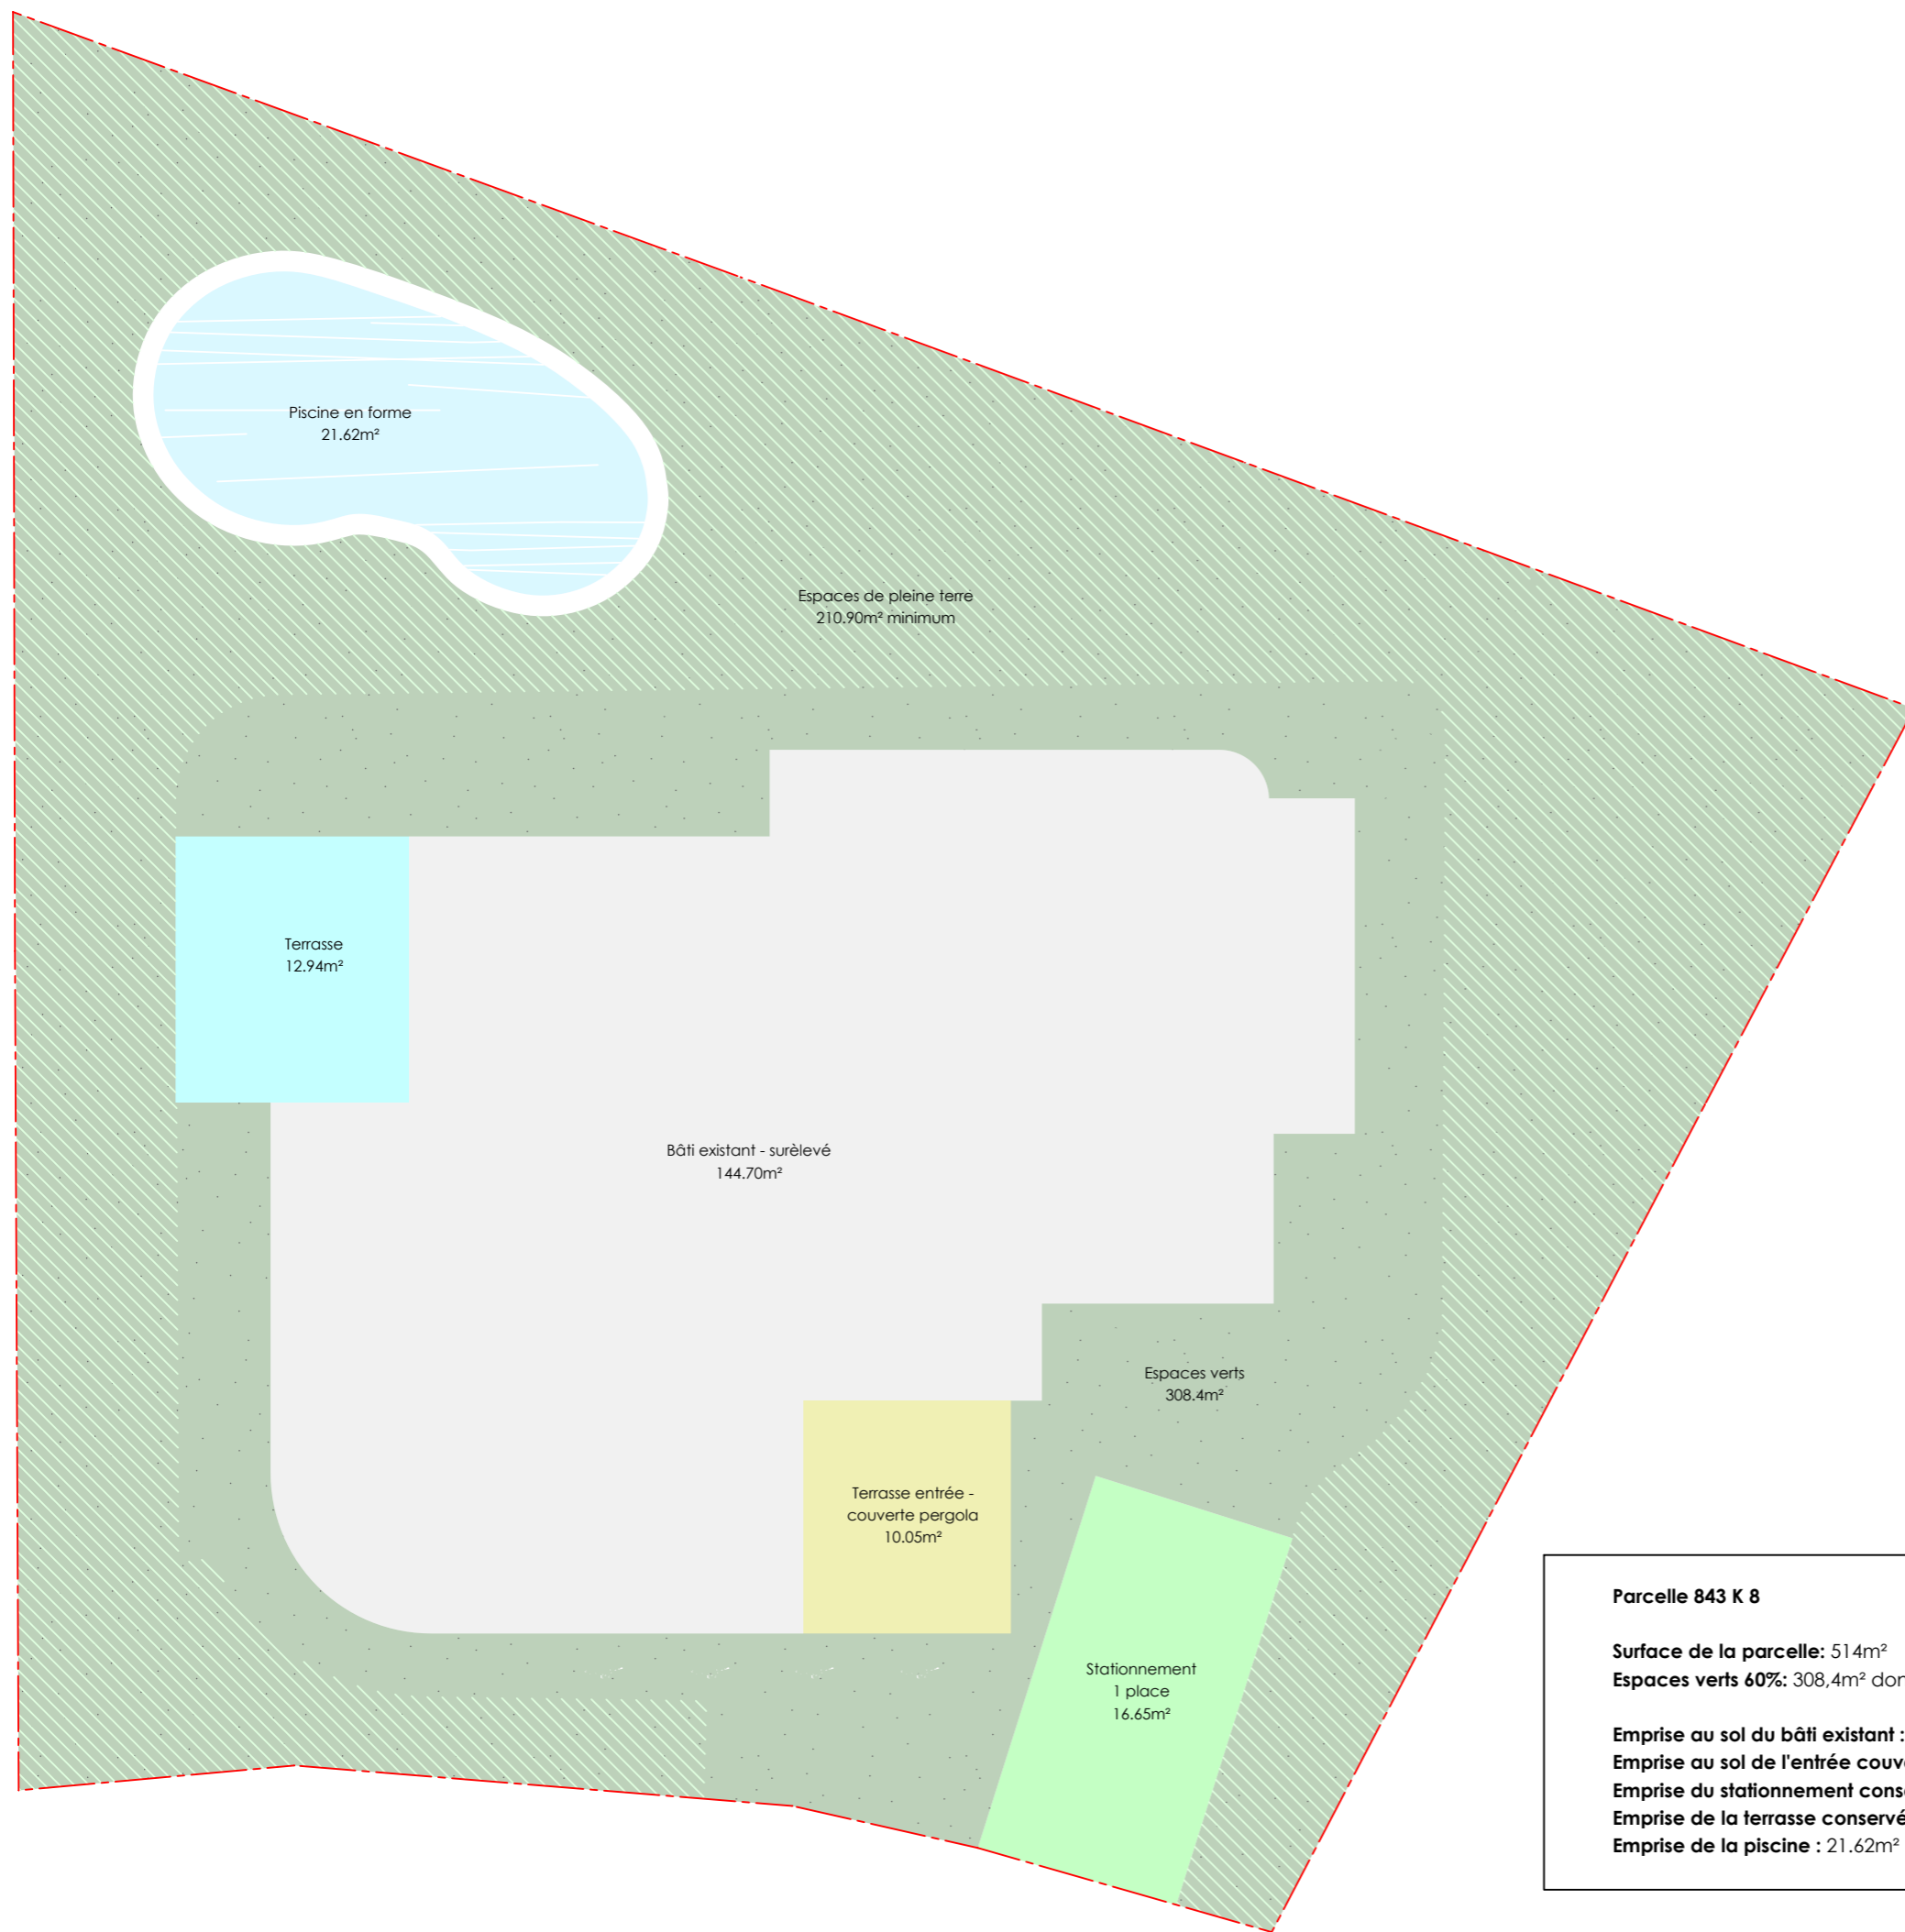 Piscine en forme
21.62m²
Espaces de pleine terre
210.90m² minimum
Terrasse
12.94m²
Bâti existant - surèlevé
144.70m²
Espaces verts
308.4m²
Terrasse entrée -
couverte pergola
10.05m²
Stationnement
1 place
16.65m²
Parcelle 843 K 8
Surface de la parcelle: 514m²
Espaces verts 60%: 308,4m²
Emprise au sol du bâti existant :
Emprise au sol de l'entrée
Emprise du stationnement
Emprise de la terrasse
Emprise de la piscine : 21.62m²